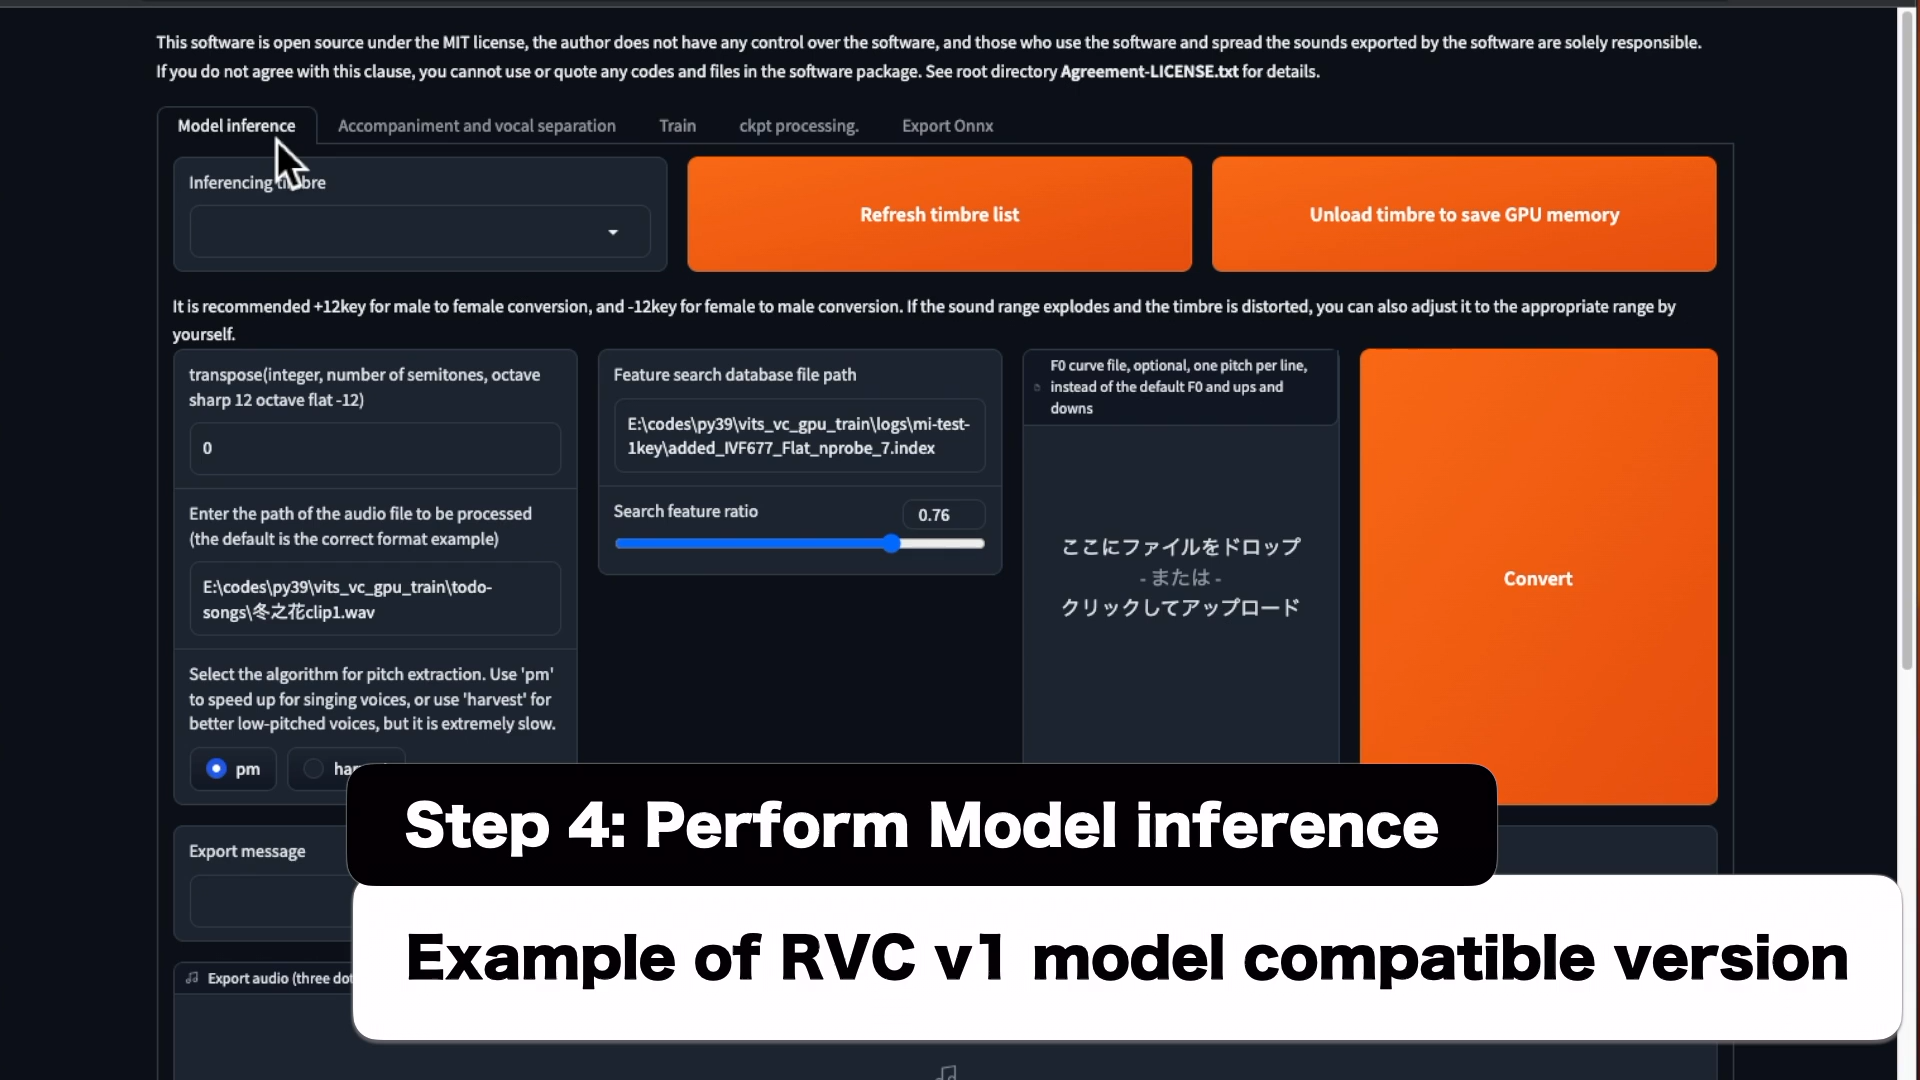 This software is open source under the MIT license, the author does not have any control over the software, and those who use the software and spread the sounds exported by the software are solely responsible.
If you do not agree with this clause, you cannot use or quote any codes and files in the software package. See root directory Agreement-LICENSE.txt for details.
Model inference
Accompaniment and vocal separation
Train
ckpt processing.
Export Onnx
Inferencing timbre
Refresh timbre list
Unload timbre to save GPU memory
It is recommended +12key for male to female conversion, and -12key for female to male conversion. If the sound range explodes and the timbre is distorted, you can also adjust it to the appropriate range by
yourself.
transpose(integer, number of semitones, octave
sharp 12 octave flat -12)
0
Enter the path of the audio file to be processed
(the default is the correct format example)
E:\codes\py39\vits_vc_gpu_train\todo-
songs\冬之花clip1.wav
Select the algorithm for pitch extraction. Use 'pm'
to speed up for singing voices, or use 'harvest' for
better low-pitched voices, but it is extremely slow.
pm
Feature search database file path
E:\codes\py39\vits_vc_gpu_train\logs\mi-test-
1key\added_IVF677_Flat_nprobe_7.index
Search feature ratio
0.76
F0 curve file, optional, one pitch per line,
instead of the default F0 and ups and
downs
ここにファイルをドロップ
- または -
クリックしてアップロード
Convert
Step 4: Perform Model inference
Export message
Example of RVC v1 model compatible version
Export audio (three dot